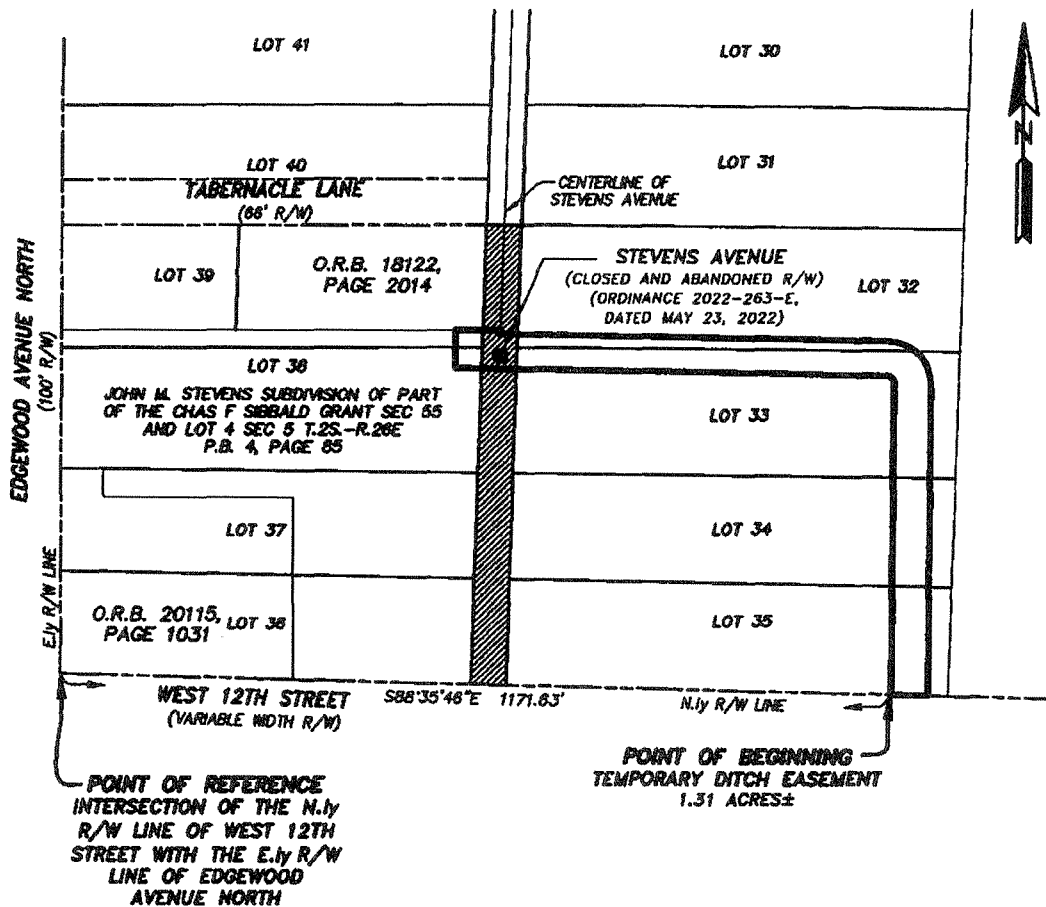 LOT 41
LOT 30
N
LOT 40
LOT 31
TABERNACLE LANE
(66' R/W)
CENTERLINE OF
STEVENS AVENUE
LOT 39
O.R.B. 18122,
PAGE 2014
STEVENS AVENUE
(CLOSED AND ABANDONED R/W)
(ORDINANCE 2022-263-E,
DATED MAY 23, 2022)
LOT 32
EDGEWOOD AVENUE NORTH
(100' R/W)
LOT 38
JOHN M. STEVENS SUBDIVISION OF PART
OF THE CHAS F SIBBALD GRANT SEC 55
AND LOT 4 SEC 5 T.2S.-R.26E
P.B. 4, PAGE 85
LOT 33
LOT 37
LOT 34
E.ly R/W LINE
O.R.B. 20115,
PAGE 1031
LOT 36
LOT 35
WEST 12TH STREET
(VARIABLE WIDTH R/W)
S88°35'46"E 1171.63'
N.ly R/W LINE
POINT OF REFERENCE
INTERSECTION OF THE N.ly
R/W LINE OF WEST 12TH
STREET WITH THE E.ly R/W
LINE OF EDGEWOOD
AVENUE NORTH
POINT OF BEGINNING
TEMPORARY DITCH EASEMENT
1.31 ACRES±